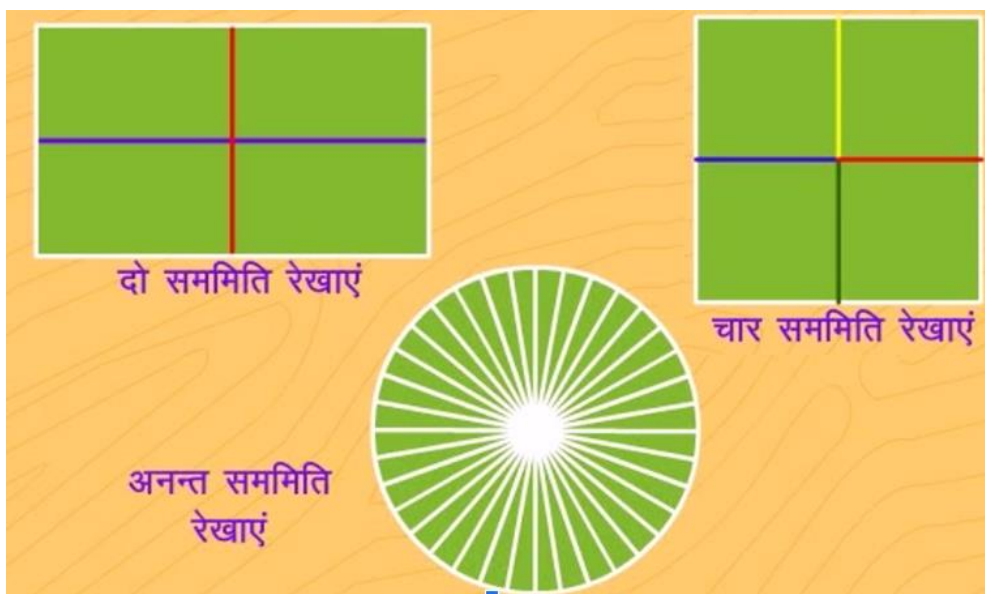 दो सममिति रेखाएं
चार सममिति रेखाएं
अनन्त सममिति
रेखाएं